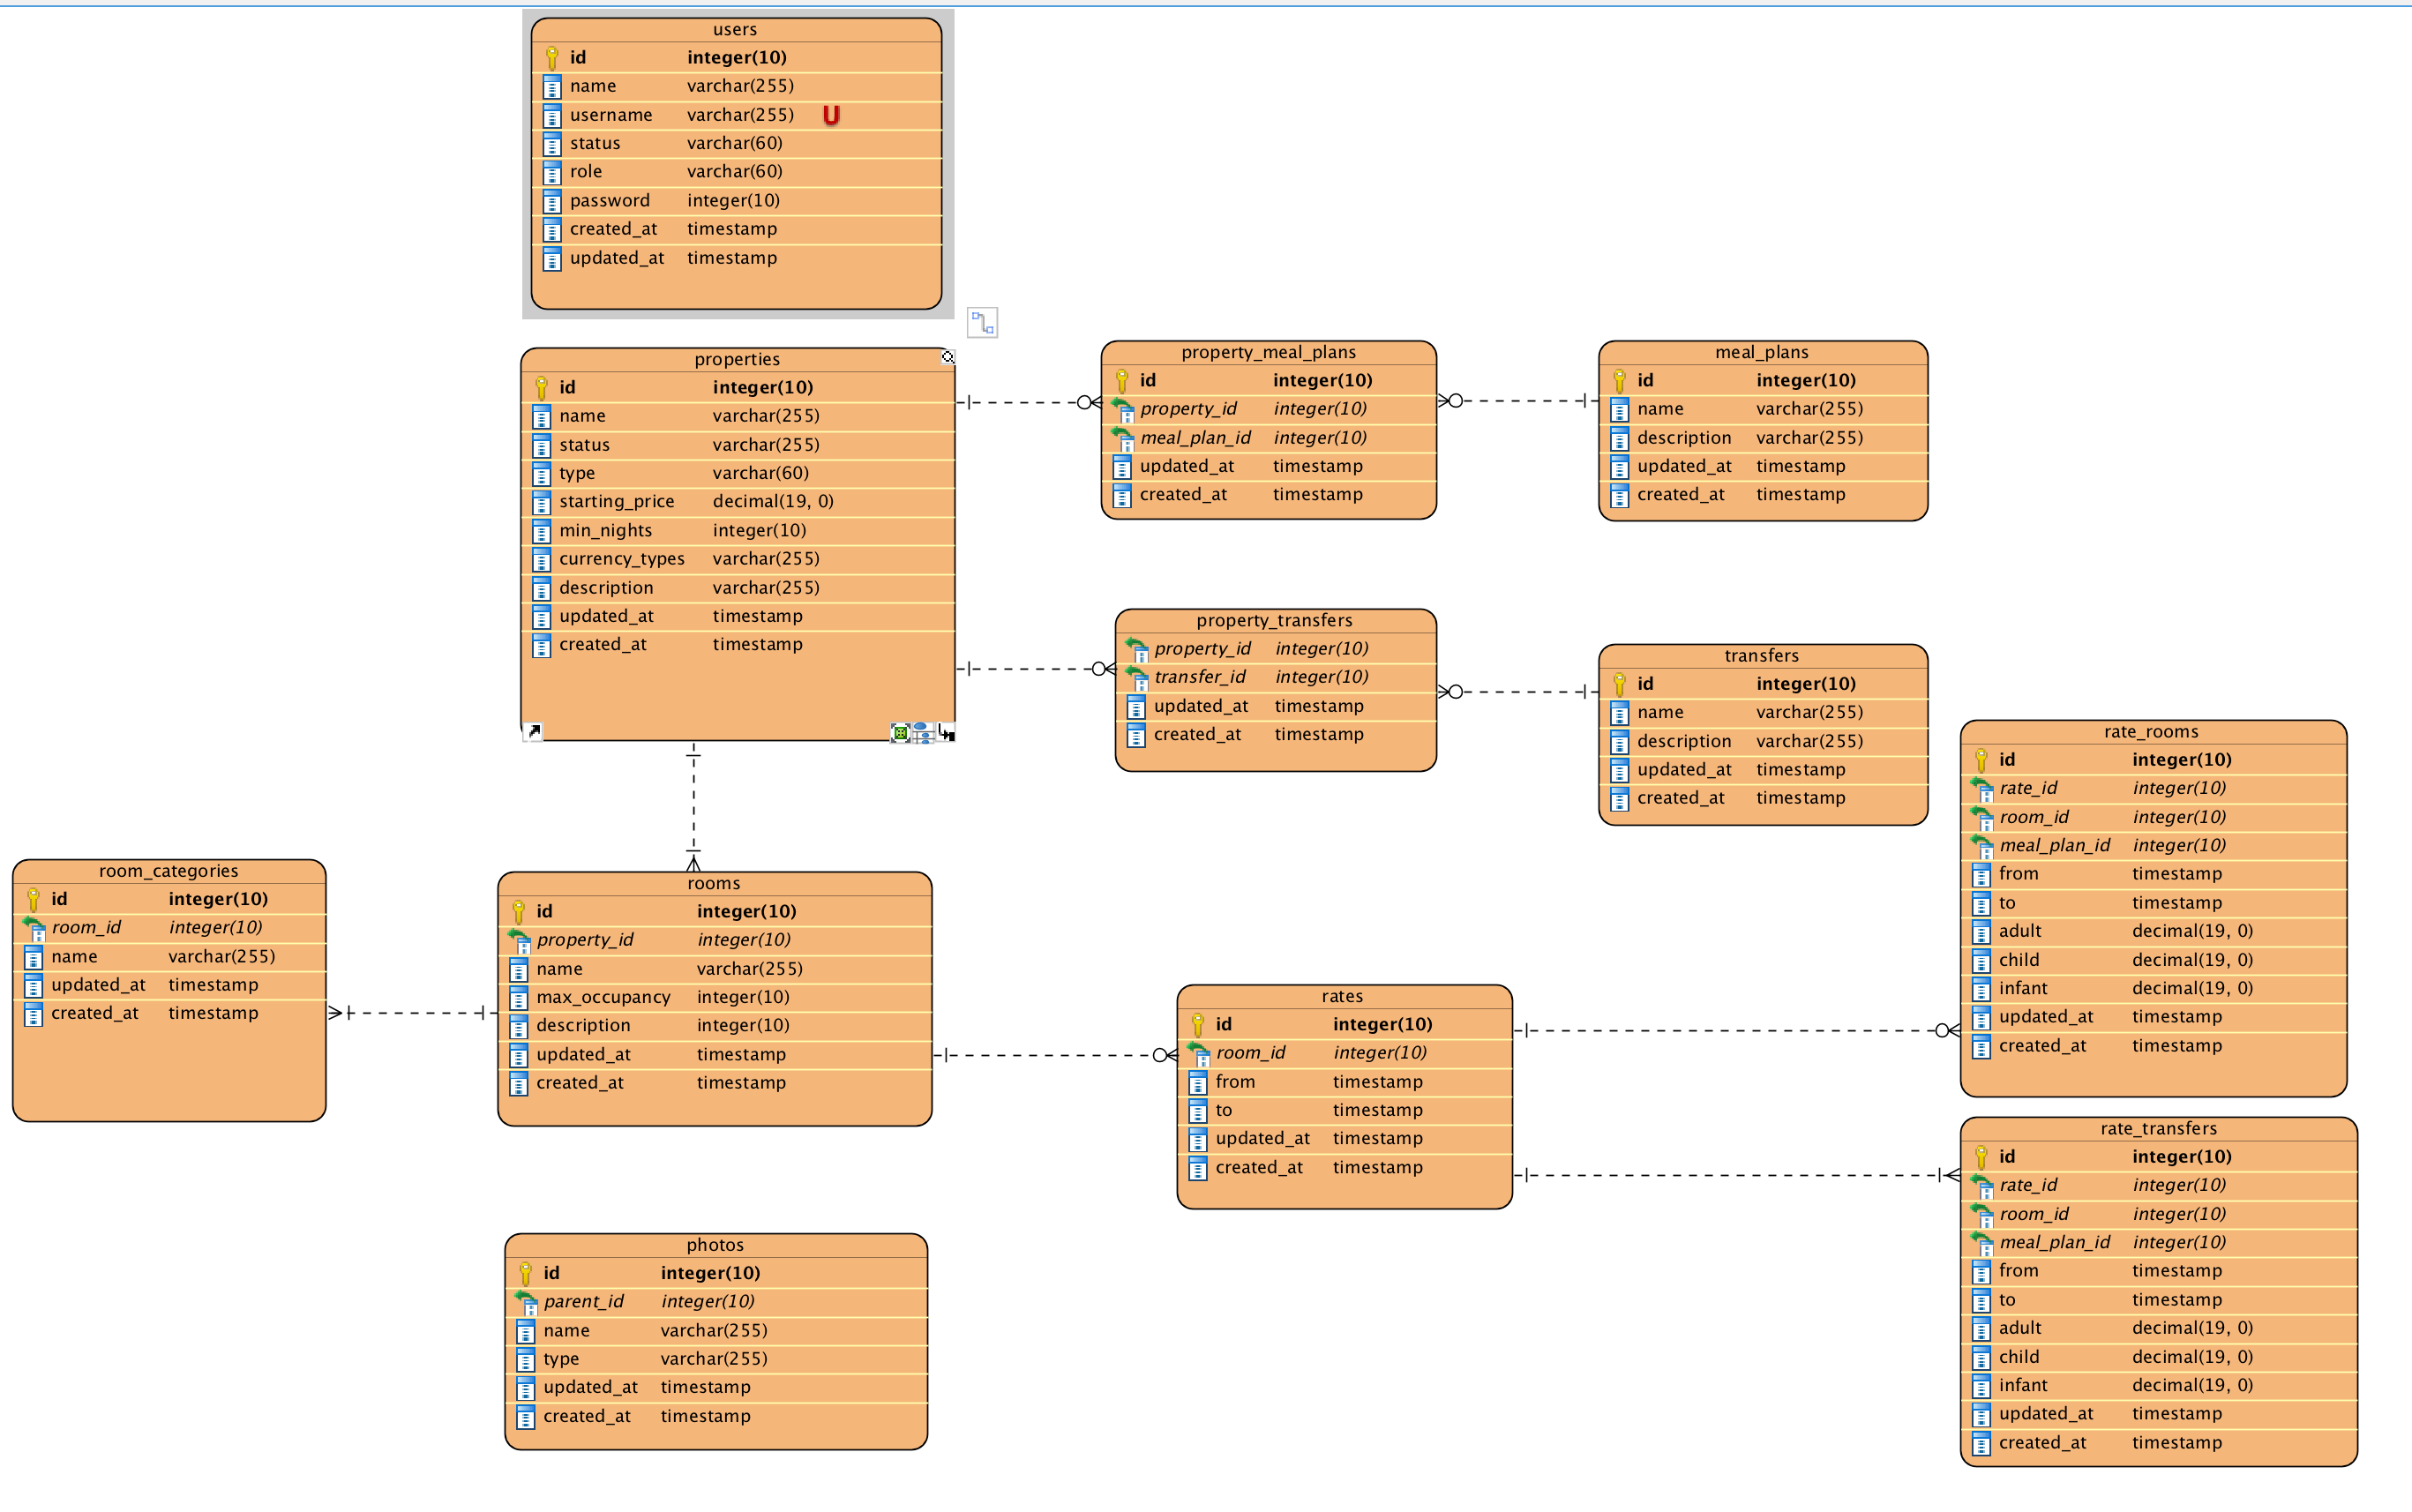 users
id integer(10)
name varchar(255)
username varchar(255) U
status varchar(60)
role varchar(60)
password integer(10)
created_at timestamp
updated_at timestamp
properties
id integer(10)
name varchar(255)
status varchar(255)
type varchar(60)
starting_price decimal(19, 0)
min_nights integer(10)
currency_types varchar(255)
description varchar(255)
updated_at timestamp
created_at timestamp
property_meal_plans
id integer(10)
property_id integer(10)
meal_plan_id integer(10)
updated_at timestamp
created_at timestamp
meal_plans
id integer(10)
name varchar(255)
description varchar(255)
updated_at timestamp
created_at timestamp
property_transfers
property_id integer(10)
transfer_id integer(10)
updated_at timestamp
created_at timestamp
transfers
id integer(10)
name varchar(255)
description varchar(255)
updated_at timestamp
created_at timestamp
rate_rooms
id integer(10)
rate_id integer(10)
room_id integer(10)
meal_plan_id integer(10)
from timestamp
to timestamp
adult decimal(19, 0)
child decimal(19, 0)
infant decimal(19, 0)
updated_at timestamp
created_at timestamp
room_categories
id integer(10)
room_id integer(10)
name varchar(255)
updated_at timestamp
created_at timestamp
rooms
id integer(10)
property_id integer(10)
name varchar(255)
max_occupancy integer(10)
description integer(10)
updated_at timestamp
created_at timestamp
rates
id integer(10)
room_id integer(10)
from timestamp
to timestamp
updated_at timestamp
created_at timestamp
rate_transfers
id integer(10)
rate_id integer(10)
room_id integer(10)
meal_plan_id integer(10)
from timestamp
to timestamp
adult decimal(19, 0)
child decimal(19, 0)
infant decimal(19, 0)
updated_at timestamp
created_at timestamp
photos
id integer(10)
parent_id integer(10)
name varchar(255)
type varchar(255)
updated_at timestamp
created_at timestamp